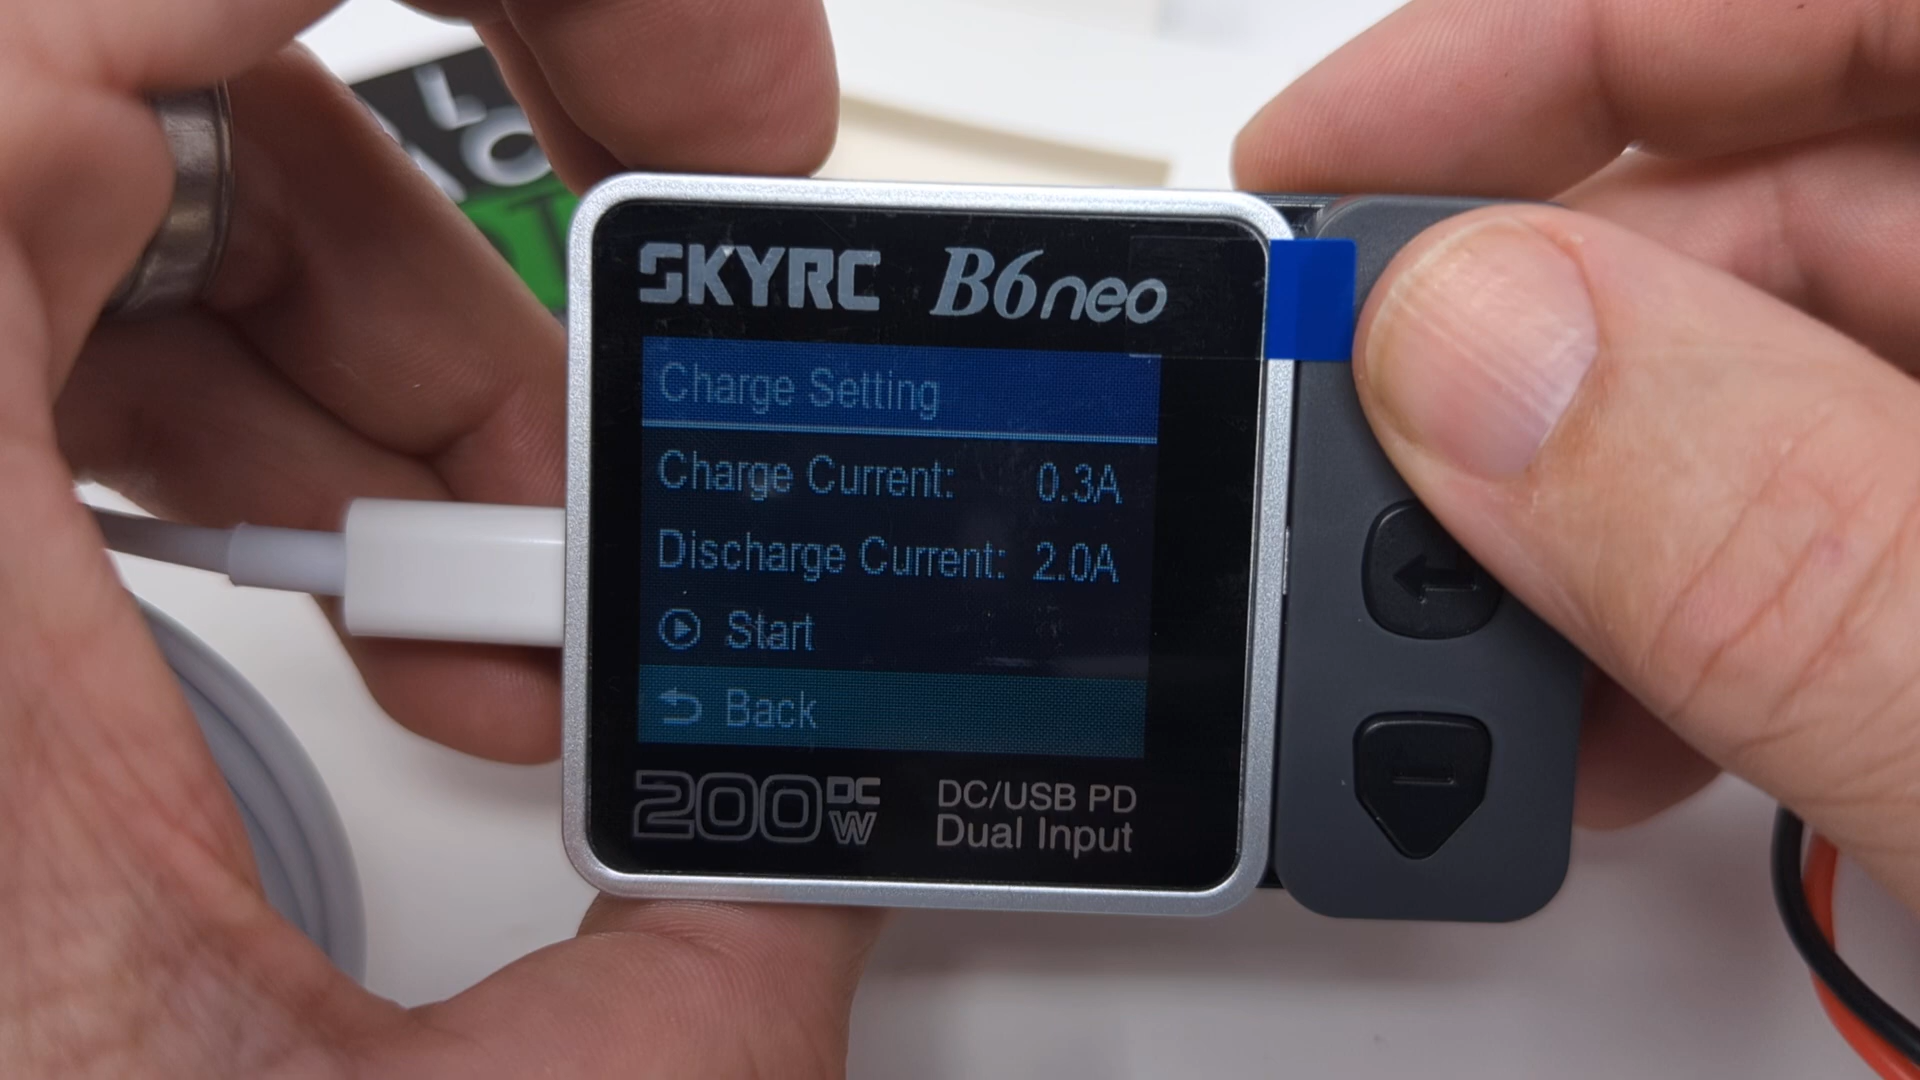 SKYRC B6neo
Charge Setting
Charge Current: 0.3A
Discharge Current: 2.0A
Start
Back
200 DC W
DC/USB PD
Dual Input